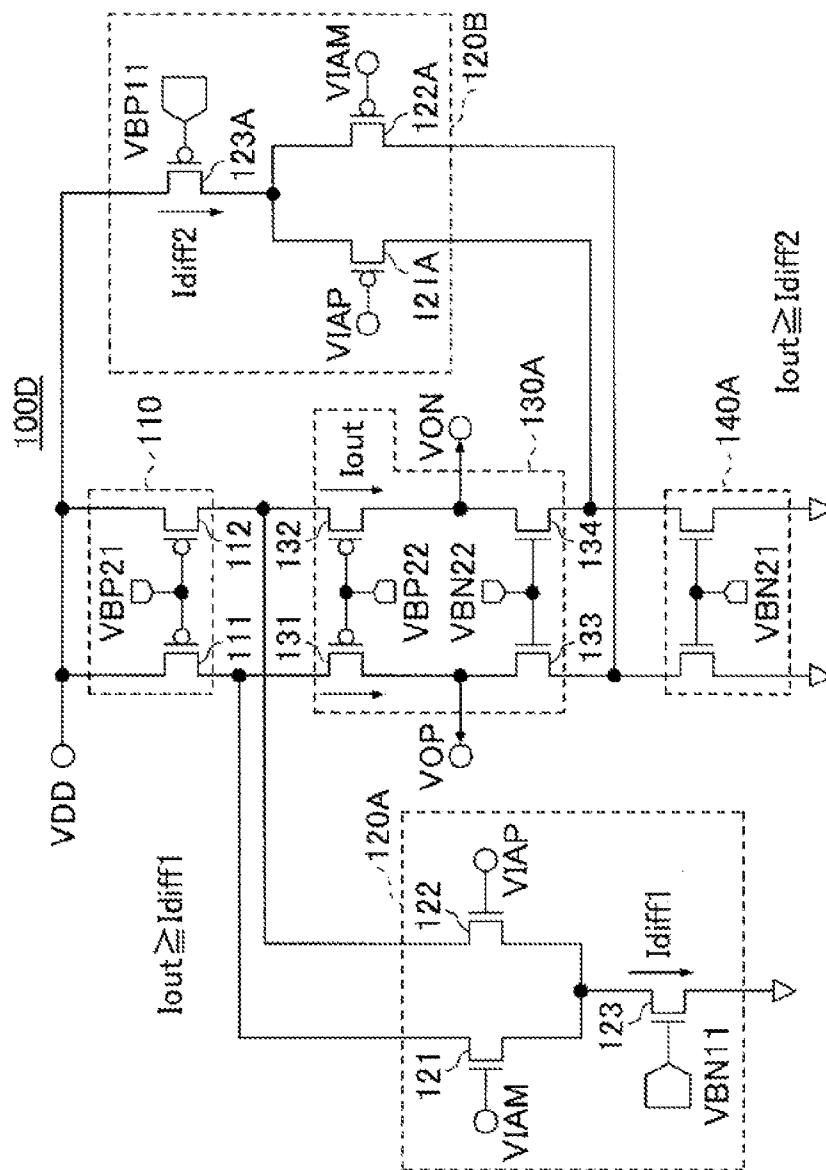 100D
VDD
110
VBP21
111
112
Iout≧Idiff1
120A
VIAM
121
122
VIAP
Idiff1
123
VBN11
131
132
Iout
VBP22
VOP
VON
VBN22
133
134
130A
140A
VBN21
Iout≧Idiff2
VBP11
123A
Idiff2
VIAP
121A
VIAM
122A
120B